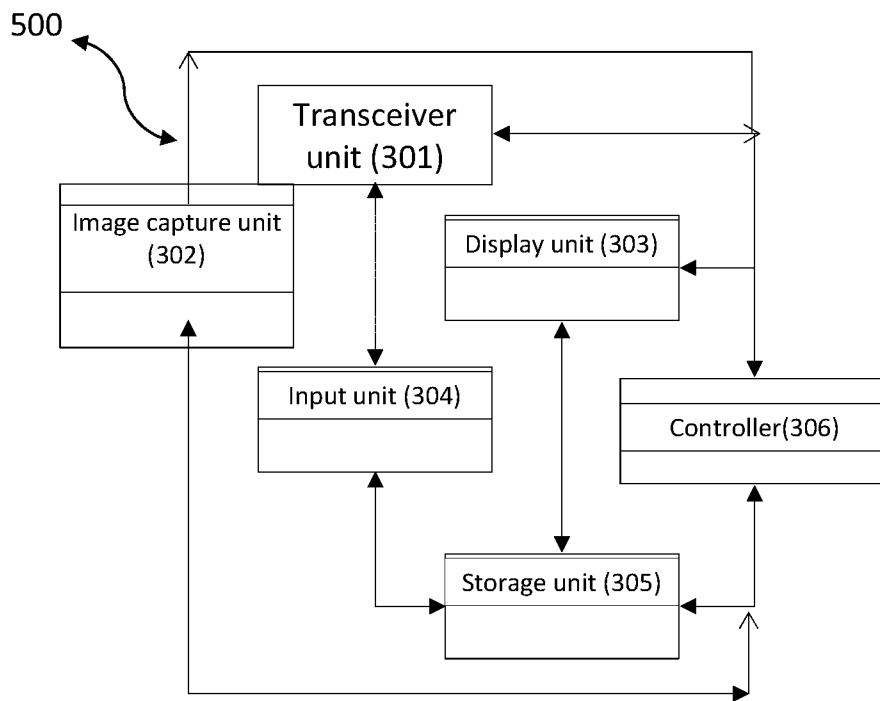 500
Transceiver
unit (301)
Image capture unit
(302)
Display unit (303)
Input unit (304)
Controller(306)
Storage unit (305)